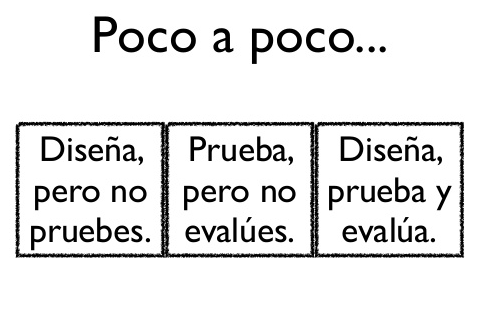 Poco a poco...
Diseña,
pero no
pruebes.
Prueba,
pero no
evalúes.
Diseña,
prueba y
evalúa.